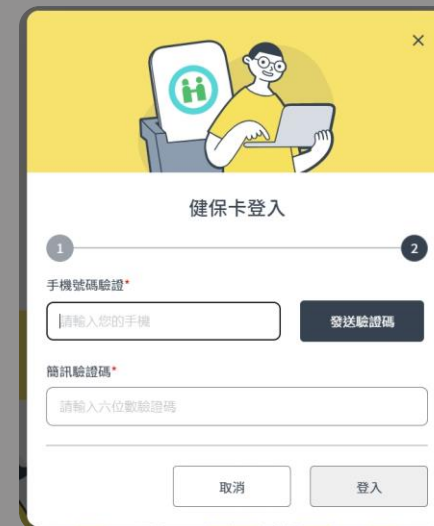 ×
健保卡登入
1
2
手機號碼驗證*
請輸入您的手機
發送驗證碼
簡訊驗證碼*
請輸入六位數驗證碼
取消
登入